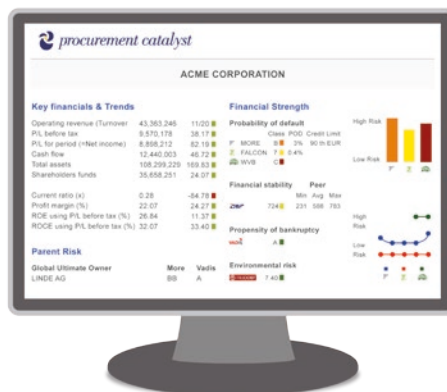 procurement catalyst
ACME CORPORATION
Key financials & Trends
Operating revenue (Turnover 43,363,246 11/20
P/L before tax 9,570,178 38.17
P/L for period (=Net income) 8,898,212 82.19
Cash flow 12,440,003 46.72
Total assets 108,299,229 169.83
Shareholders funds 35,658,251 24.07
Current ratio (x) 0.28 -84.78
Profit margin (%) 22.07 24.27
ROE using P/L before tax (%) 26.84 11.37
ROCE using P/L before tax (%) 32.07 33.40
Parent Risk
Global Ultimate Owner More Vadis
LINDE AG BB A
Financial Strength
Probability of default
Class POD Credit Limit
MORE B 3% 90 th EUR
FALCON 7 8.4%
WVB C
Financial stability Peer
Min Avg Max
724 231 598 753
Propensity of bankruptcy
A
Environmental risk
7.40
High Risk
Low Risk
High
Risk
Low
Risk